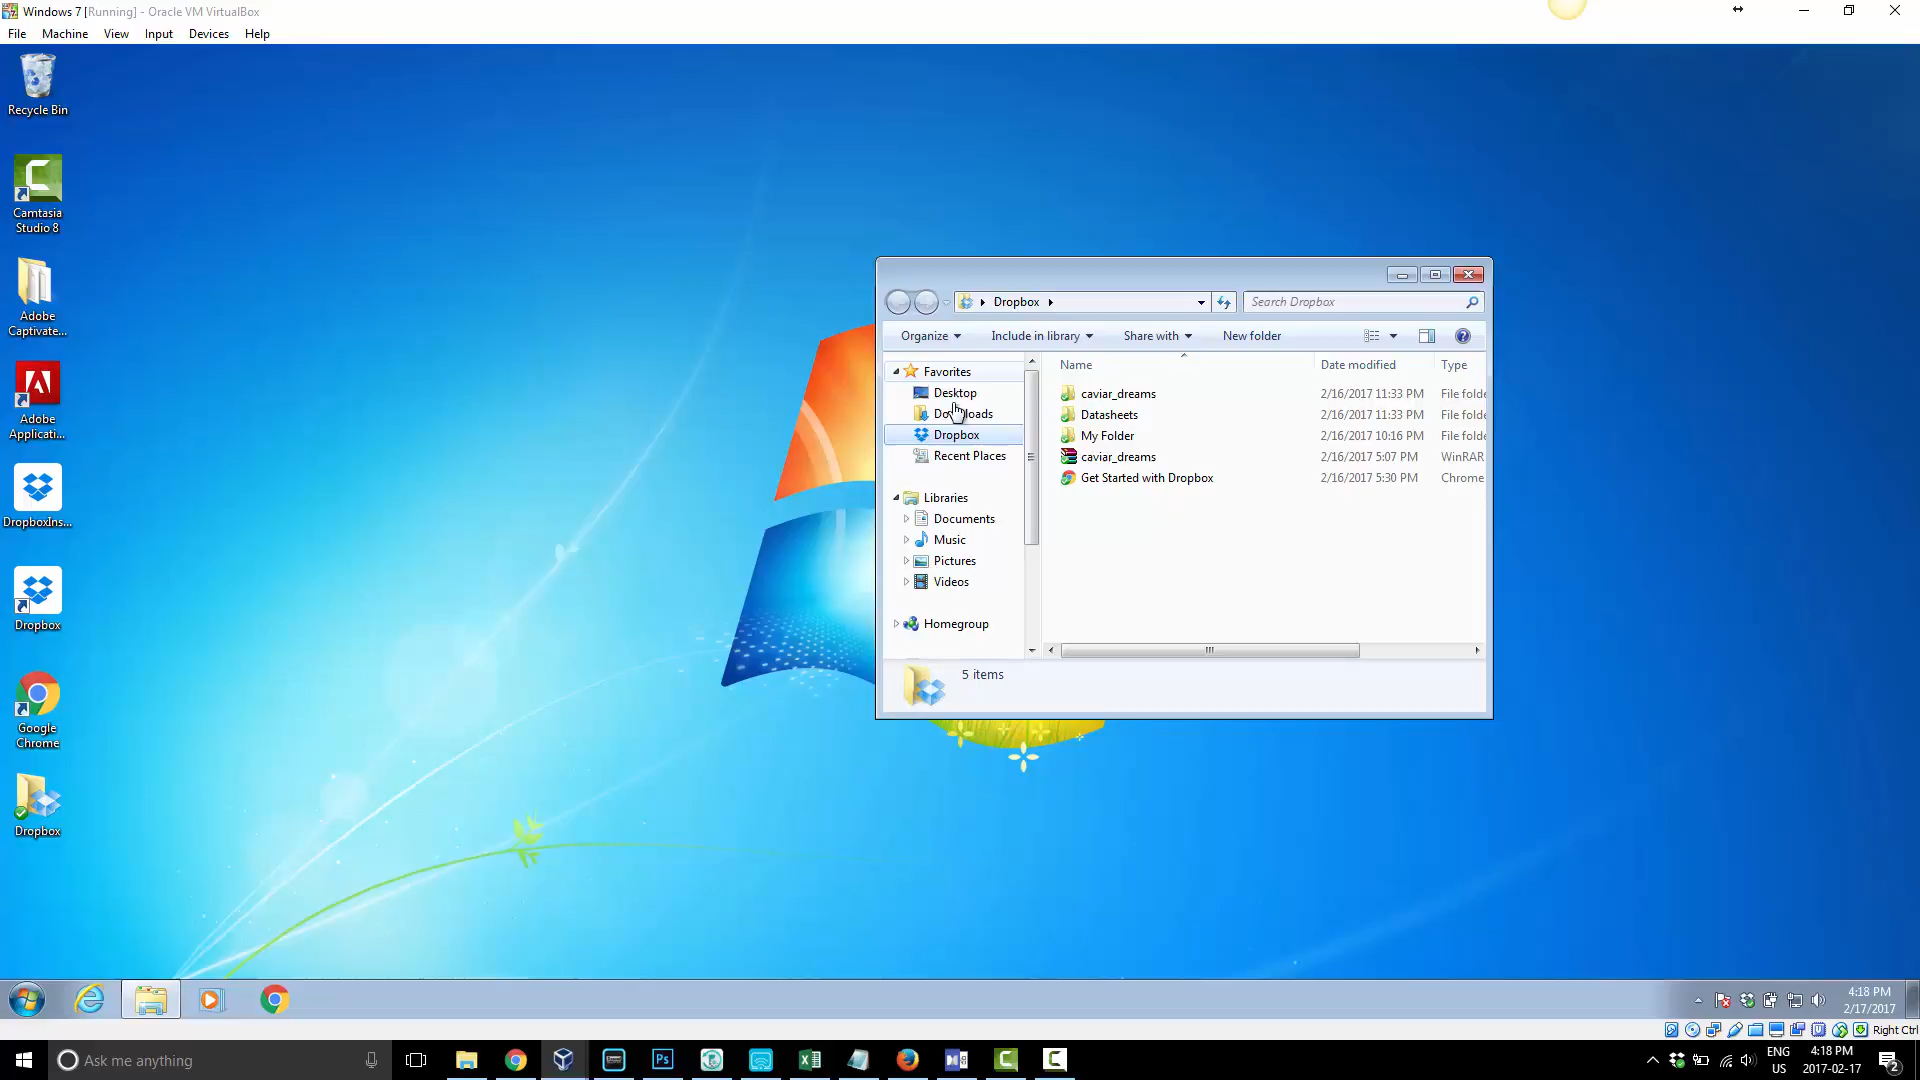 Windows 7 [Running] - Oracle VM VirtualBox
File Machine View Input Devices Help
Recycle Bin
Camtasia
Studio 8
Adobe
Captivate...
Adobe
Applicati...
DropboxIns...
Dropbox
Google
Chrome
Dropbox
Dropbox
Search Dropbox
Organize Include in library Share with New folder
Favorites
Desktop
Downloads
Dropbox
Recent Places
Libraries
Documents
Music
Pictures
Videos
Homegroup
Name Date modified Type
caviar_dreams 2/16/2017 11:33 PM File folde
Datasheets 2/16/2017 11:33 PM File folde
My Folder 2/16/2017 10:16 PM File folde
caviar_dreams 2/16/2017 5:07 PM WinRAR
Get Started with Dropbox 2/16/2017 5:30 PM Chrome
5 items
4:18 PM
2/17/2017
Right Ctrl
Ask me anything
Ps
ENG
US
4:18 PM
2017-02-17
2